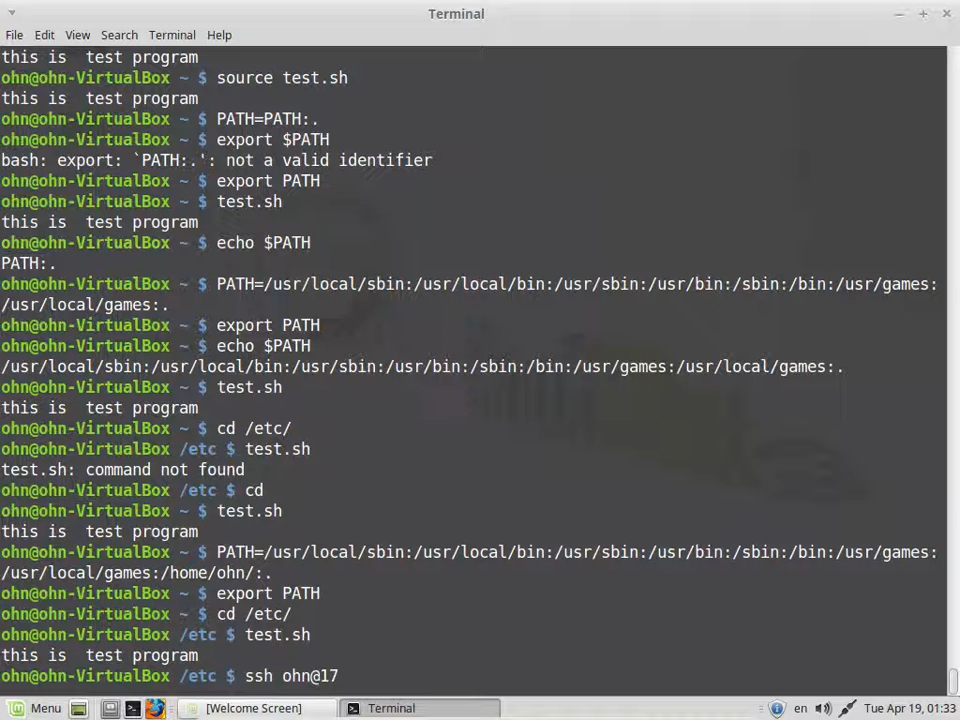 Terminal
File Edit View Search Terminal Help
this is  test program
ohn@ohn-VirtualBox ~ $ source test.sh
this is  test program
ohn@ohn-VirtualBox ~ $ PATH=PATH:.
ohn@ohn-VirtualBox ~ $ export $PATH
bash: export: `PATH:.': not a valid identifier
ohn@ohn-VirtualBox ~ $ export PATH
ohn@ohn-VirtualBox ~ $ test.sh
this is  test program
ohn@ohn-VirtualBox ~ $ echo $PATH
PATH:.
ohn@ohn-VirtualBox ~ $ PATH=/usr/local/sbin:/usr/local/bin:/usr/sbin:/usr/bin:/sbin:/bin:/usr/games:
/usr/local/games:.
ohn@ohn-VirtualBox ~ $ export PATH
ohn@ohn-VirtualBox ~ $ echo $PATH
/usr/local/sbin:/usr/local/bin:/usr/sbin:/usr/bin:/sbin:/bin:/usr/games:/usr/local/games:.
ohn@ohn-VirtualBox ~ $ test.sh
this is  test program
ohn@ohn-VirtualBox ~ $ cd /etc/
ohn@ohn-VirtualBox /etc $ test.sh
test.sh: command not found
ohn@ohn-VirtualBox /etc $ cd
ohn@ohn-VirtualBox ~ $ test.sh
this is  test program
ohn@ohn-VirtualBox ~ $ PATH=/usr/local/sbin:/usr/local/bin:/usr/sbin:/usr/bin:/sbin:/bin:/usr/games:
/usr/local/games:/home/ohn/:.
ohn@ohn-VirtualBox ~ $ export PATH
ohn@ohn-VirtualBox ~ $ cd /etc/
ohn@ohn-VirtualBox /etc $ test.sh
this is  test program
ohn@ohn-VirtualBox /etc $ ssh ohn@17
Menu [Welcome Screen] Terminal en Tue Apr 19, 01:33